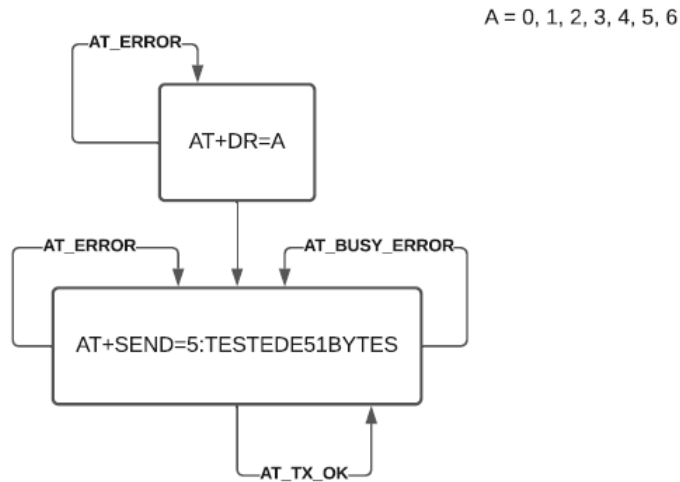 A = 0, 1, 2, 3, 4, 5, 6
AT_ERROR
AT+DR=A
AT_ERROR
AT_BUSY_ERROR
AT+SEND=5:TESTEDE51BYTES
AT_TX_OK